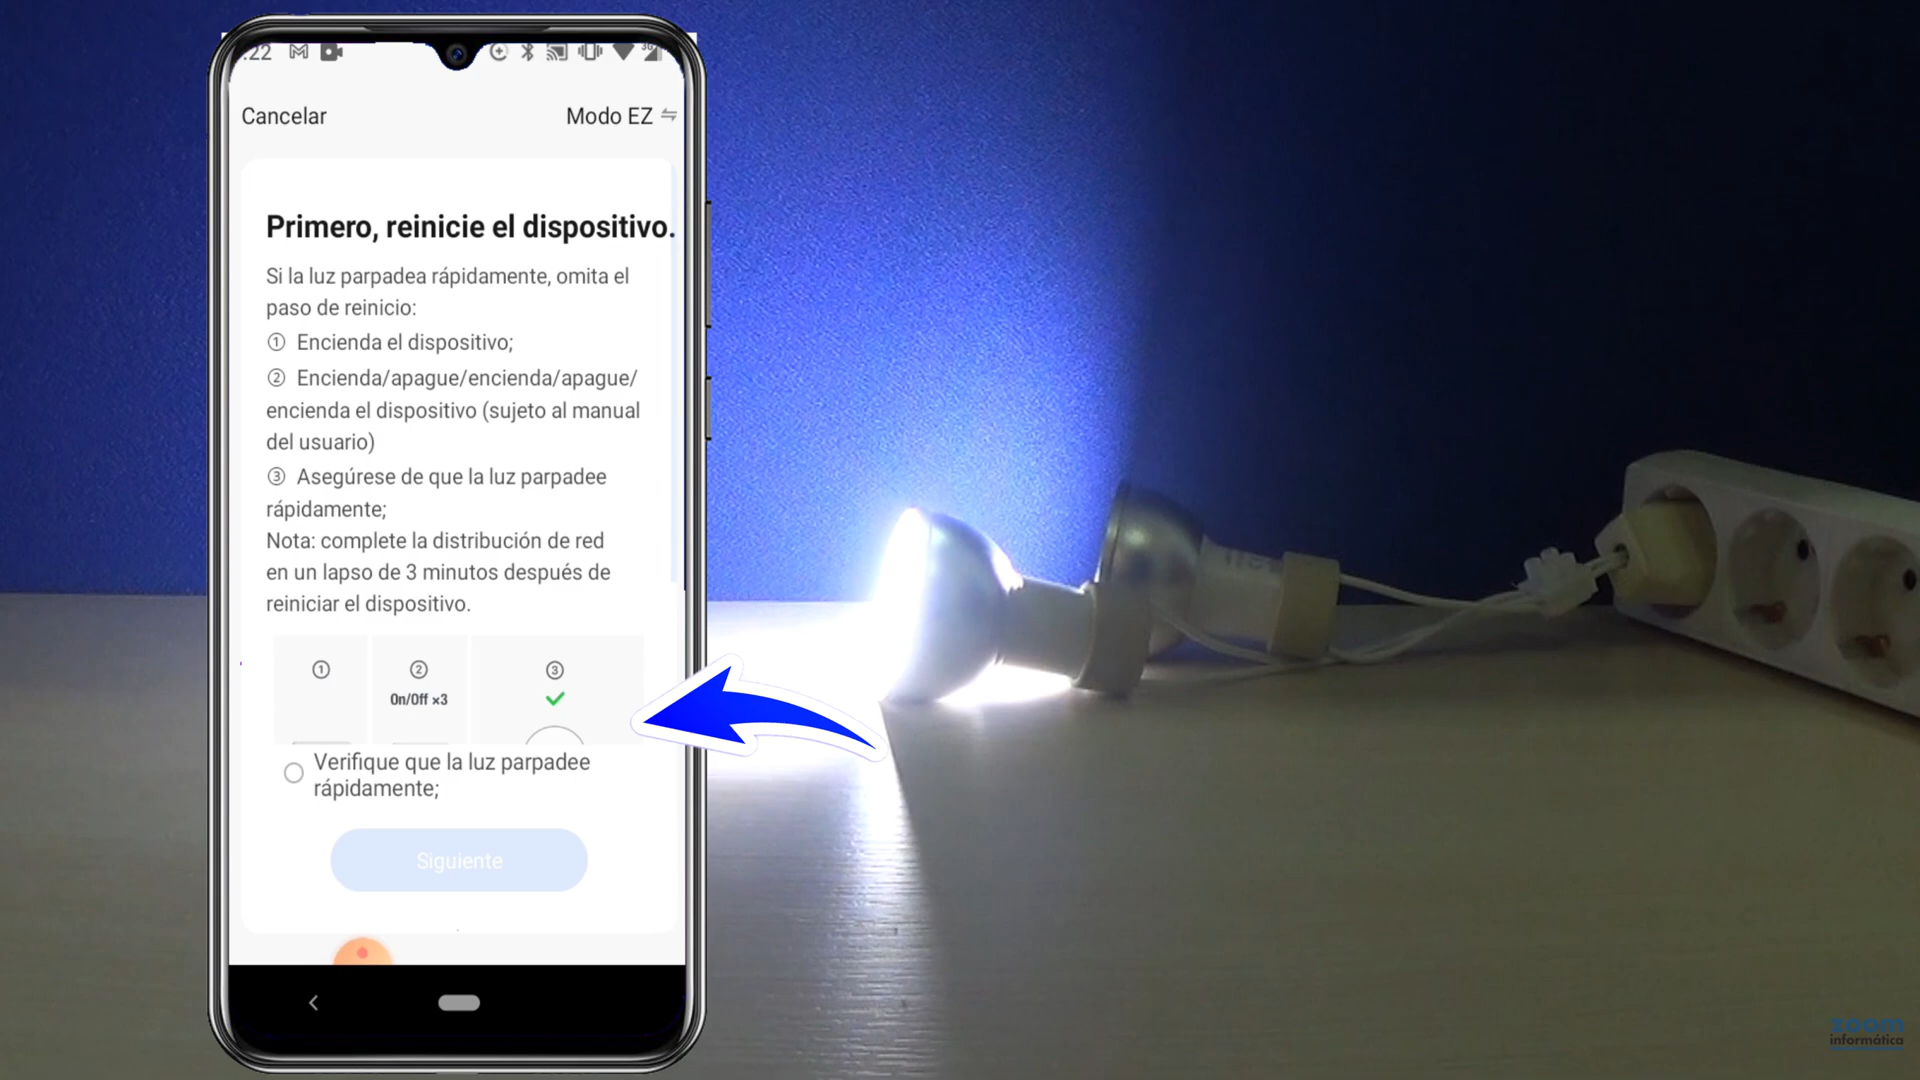 :22
3G
Cancelar
Modo EZ
Primero, reinicie el dispositivo.
Si la luz parpadea rápidamente, omita el
paso de reinicio:
① Encienda el dispositivo;
② Encienda/apague/encienda/apague/
encienda el dispositivo (sujeto al manual
del usuario)
③ Asegúrese de que la luz parpadee
rápidamente;
Nota: complete la distribución de red
en un lapso de 3 minutos después de
reiniciar el dispositivo.
① ② ③
On/Off ×3
Verifique que la luz parpadee
rápidamente;
Siguiente
zoom
informática